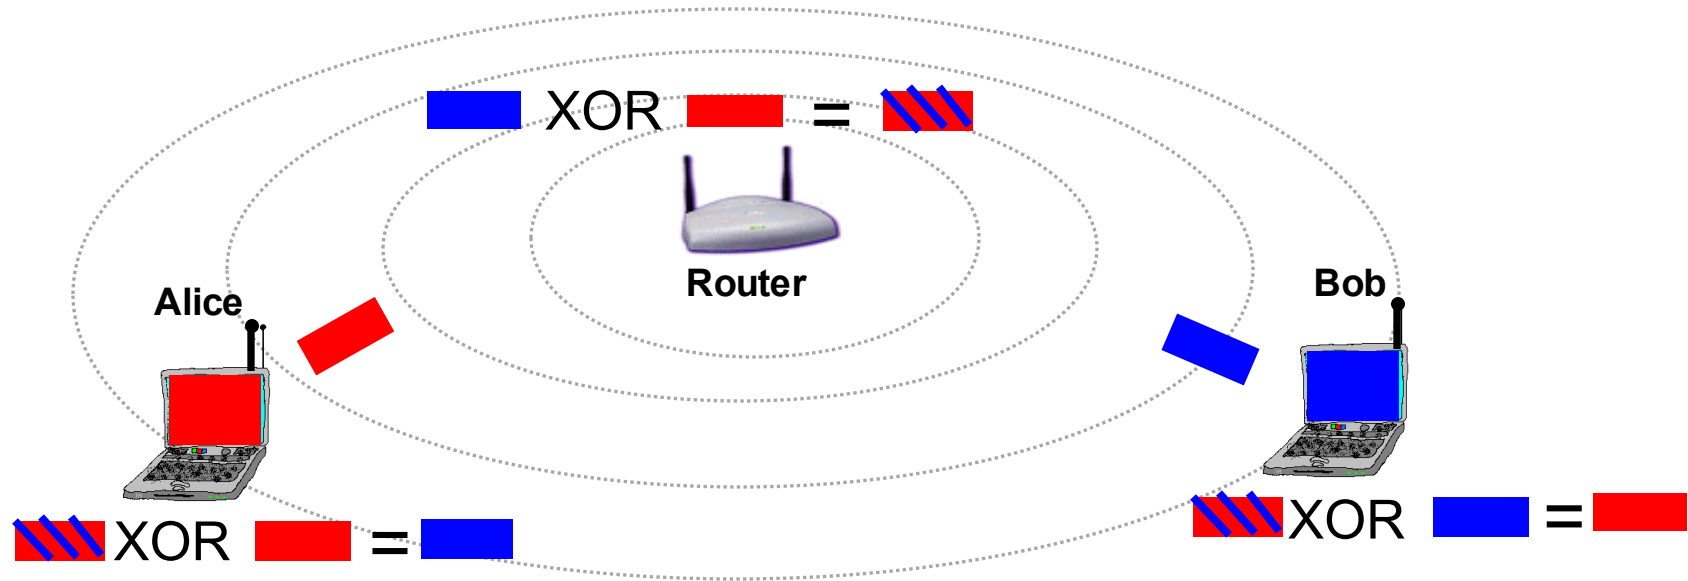 XOR =
Router
Alice
Bob
XOR =
XOR =